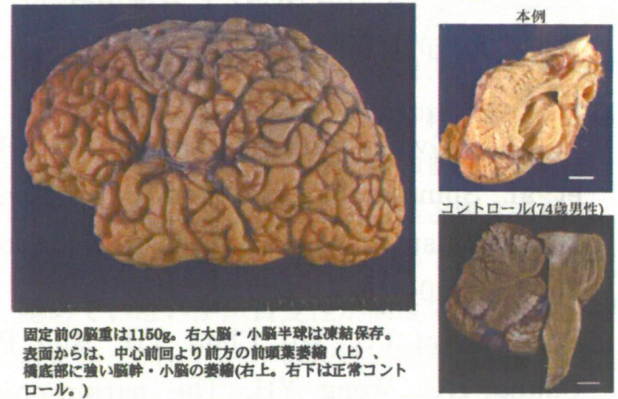 本例
コントロール(74歳男性)
固定前の脳重は1150g。右大脳・小脳半球は凍結保存。
表面からは、中心前回より前方の前頭葉萎縮（上）、
橋底部に強い脳幹・小脳の萎縮(右上。右下は正常コント
ロール。)